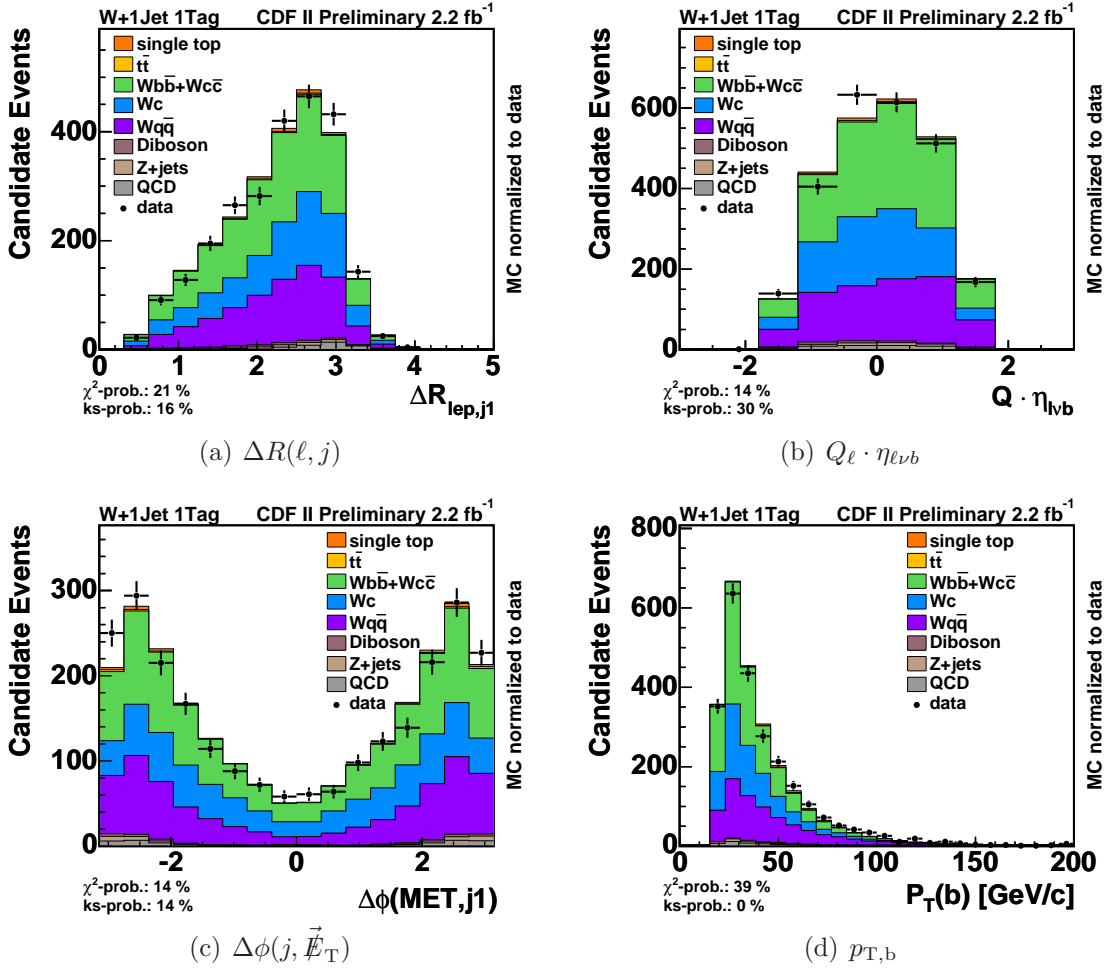 W+1Jet 1Tag CDF II Preliminary 2.2 fb⁻¹
Candidate Events
single top
tt̄
Wbb̄+Wcc̄
Wc
Wqq̄
Diboson
Z+jets
QCD
data
MC normalized to data
400
200
0
0 1 2 3 4 5
χ²-prob.: 21 %
ks-prob.: 16 %
ΔR_lep,j1
(a) ΔR(ℓ, j)
W+1Jet 1Tag CDF II Preliminary 2.2 fb⁻¹
Candidate Events
single top
tt̄
Wbb̄+Wcc̄
Wc
Wqq̄
Diboson
Z+jets
QCD
data
MC normalized to data
600
400
200
0
-2 0 2
χ²-prob.: 14 %
ks-prob.: 30 %
Q · η_lνb
(b) Q_ℓ · η_ℓνb
W+1Jet 1Tag CDF II Preliminary 2.2 fb⁻¹
Candidate Events
single top
tt̄
Wbb̄+Wcc̄
Wc
Wqq̄
Diboson
Z+jets
QCD
data
MC normalized to data
300
200
100
0
-2 0 2
χ²-prob.: 14 %
ks-prob.: 14 %
Δϕ(MET,j1)
(c) Δϕ(j, E̸⃗_T)
W+1Jet 1Tag CDF II Preliminary 2.2 fb⁻¹
Candidate Events
single top
tt̄
Wbb̄+Wcc̄
Wc
Wqq̄
Diboson
Z+jets
QCD
data
MC normalized to data
800
600
400
200
0
0 50 100 150 200
χ²-prob.: 39 %
ks-prob.: 0 %
P_T(b) [GeV/c]
(d) p_T,b